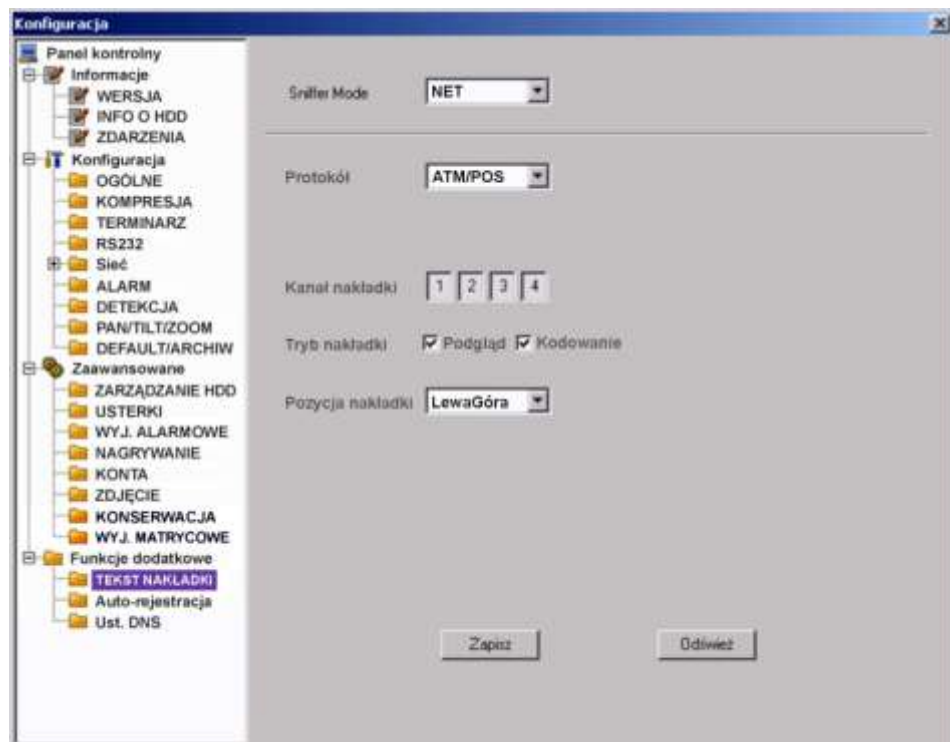 Konfiguracja
Panel kontrolny
Informacje
WERSJA
INFO O HDD
ZDARZENIA
Konfiguracja
OGÓLNE
KOMPRESJA
TERMINARZ
RS232
Sieć
ALARM
DETEKCJA
PAN/TILT/ZOOM
DEFAULT/ARCHIW
Zaawansowane
ZARZĄDZANIE HDD
USTERKI
WYJ. ALARMOWE
NAGRYWANIE
KONTA
ZDJĘCIE
KONSERWACJA
WYJ. MATRYCOWE
Funkcje dodatkowe
TEKST NAKŁADKI
Auto-rejestracja
Ust. DNS
Sniffer Mode NET
Protokół ATM/POS
Kanał nakładki 1 2 3 4
Tryb nakładki Podgląd Kodowanie
Pozycja nakładki LewaGóra
Zapisz Odśwież